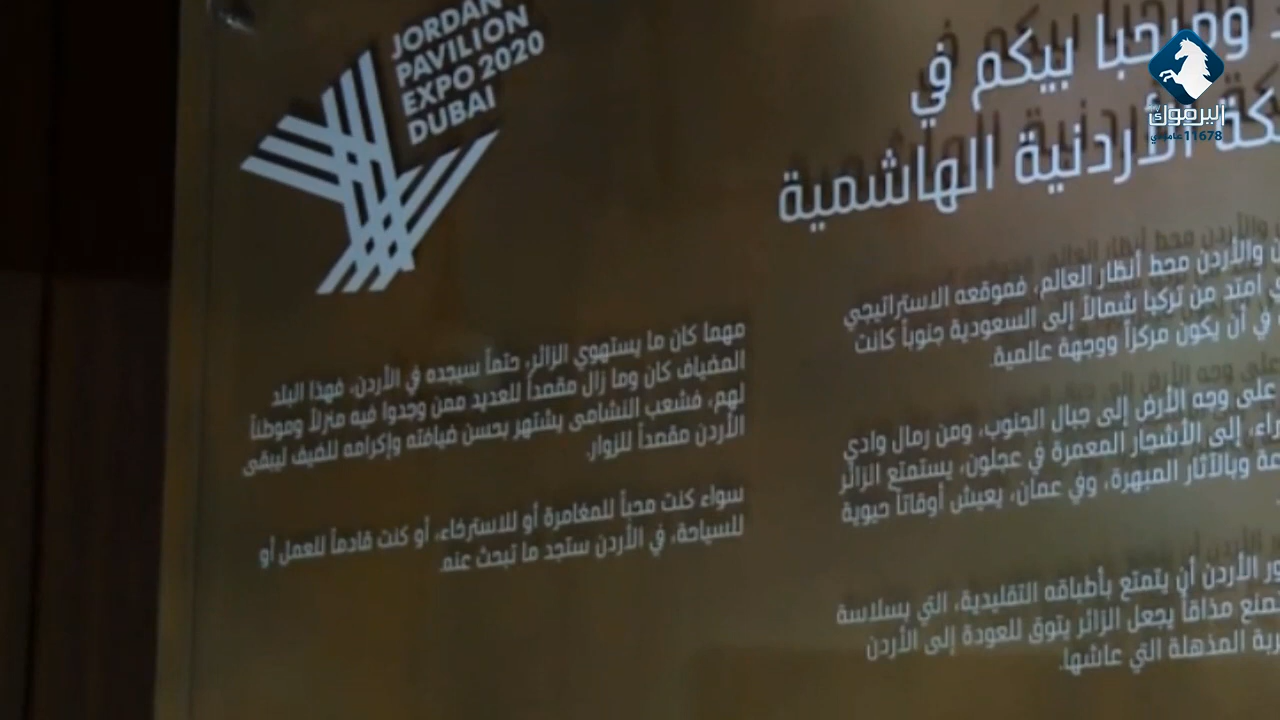 JORDAN
PAVILION
EXPO 2020
DUBAI
ومرحبا بيكم في
الأردنية الهاشمية
والأردن محط أنظار العالم، فموقعه الاستراتيجي
امتد من تركيا شمالاً إلى السعودية جنوباً كانت
في أن يكون مركزاً ووجهة عالمية.
على وجه الأرض إلى جبال الجنوب، ومن رمال وادي
إلى الأشجار المعمرة في عجلون، يستمتع الزائر
وبالآثار المبهرة، وفي عمان، يعيش أوقاتاً حيوية
الأردن أن يتمتع بأطباقه التقليدية، التي بسلاسة
مذاقاً يجعل الزائر يتوق للعودة إلى الأردن
المذهلة التي عاشها.
مهما كان ما يستهوي الزائر، حتماً سيجده في الأردن، فهذا البلد
المضياف كان وما زال مقصداً للعديد ممن وجدوا فيه منزلاً وموطناً
لهم، فشعب النشامى يشتهر بحسن ضيافته وإكرامه للضيف ليبقى
الأردن مقصداً للزوار.
سواء كنت محباً للمغامرة أو للاسترخاء، أو كنت قادماً للعمل أو
للسياحة، في الأردن ستجد ما تبحث عنه.
اليرموك
11678 عامودي